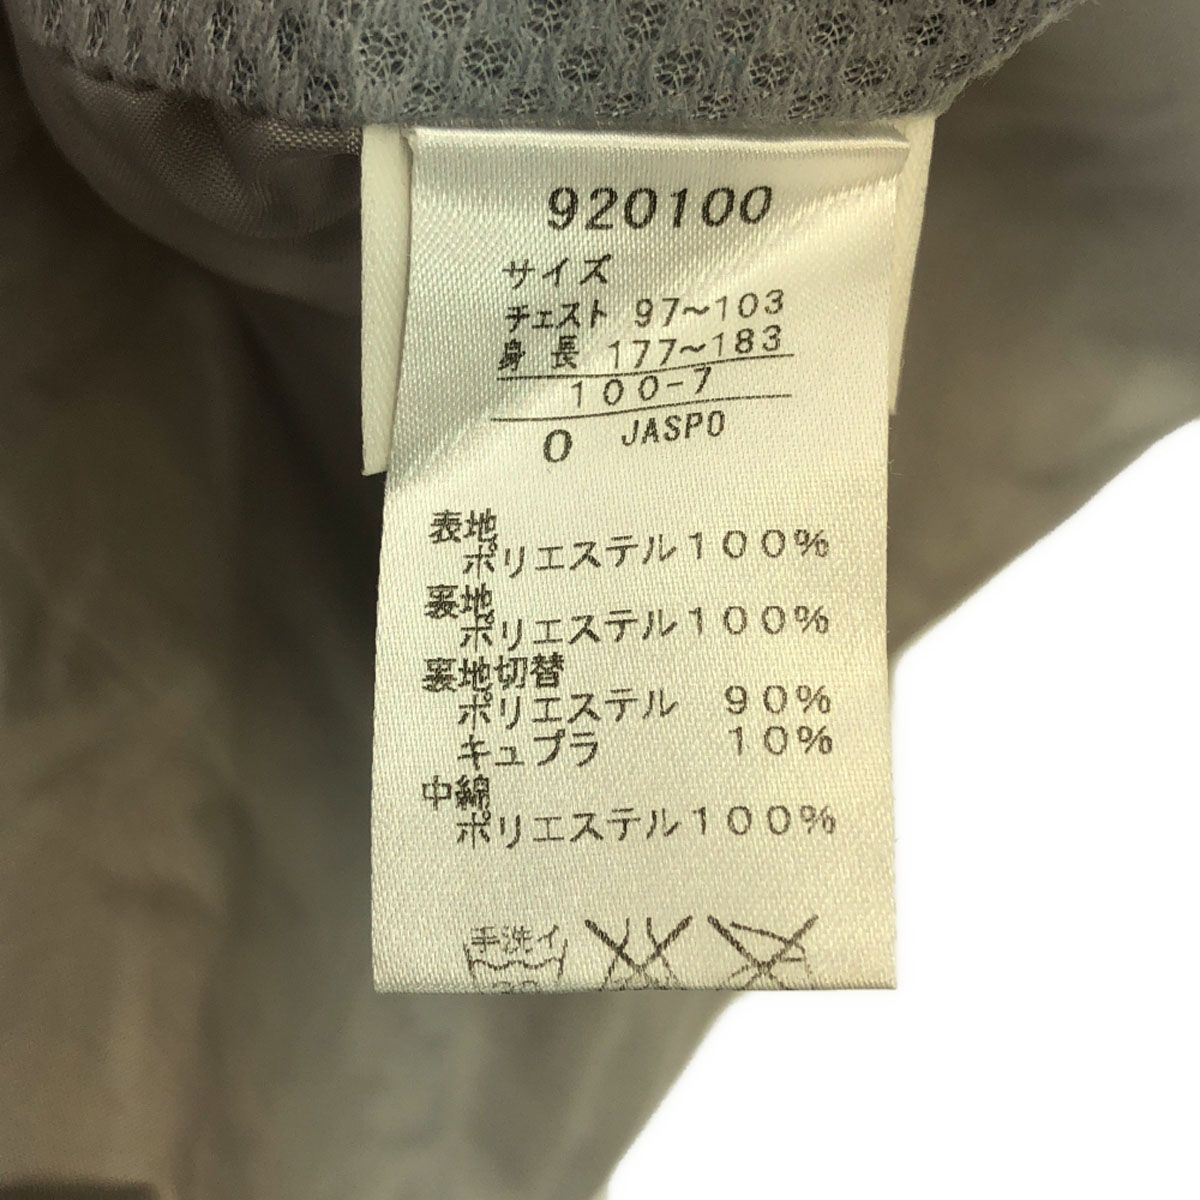 920100
サイズ
チェスト 97〜103
身長 177〜183
100-7
O JASPO
表地
ポリエステル100%
裏地
ポリエステル100%
裏地切替
ポリエステル 90%
キュプラ 10%
中綿
ポリエステル100%
手洗イ